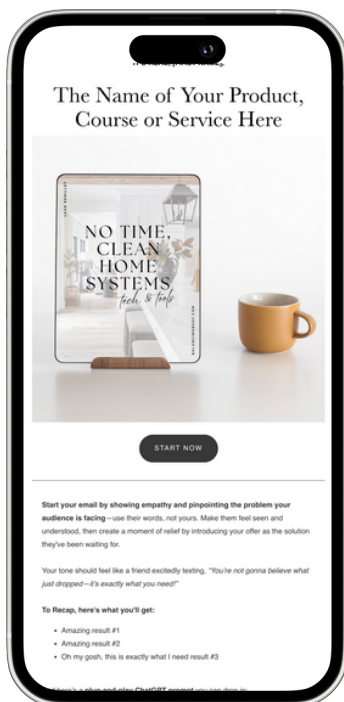 The Name of Your Product,
Course or Service Here
NO TIME,
CLEAN
HOME
SYSTEMS,
tech, & tools
START NOW
Start your email by showing empathy and pinpointing the problem your
audience is facing—use their words, not yours. Make them feel seen and
understood, then create a moment of relief by introducing your offer as the solution
they've been waiting for.
Your tone should feel like a friend excitedly texting, "You're not gonna believe what
just dropped—it's exactly what you need!"
To Recap, here's what you'll get:
• Amazing result #1
• Amazing result #2
• Oh my gosh, this is exactly what I need result #3
here's a plug-and-play ChatGPT prompt you can drop in: